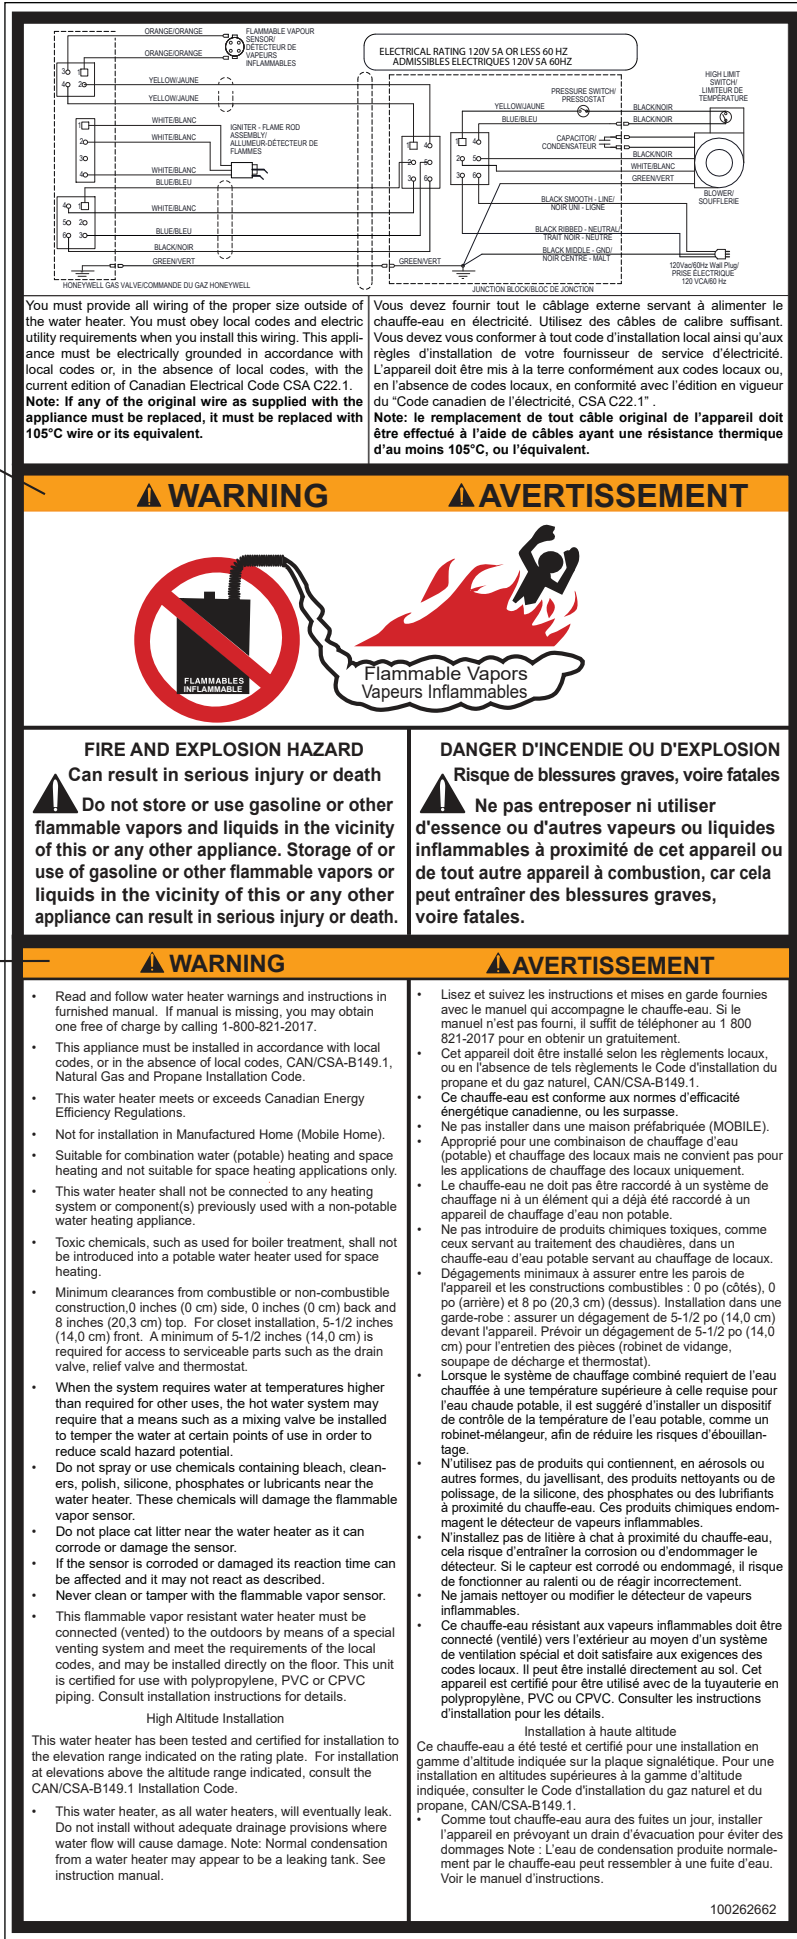 ORANGE/ORANGE
FLAMMABLE VAPOUR
SENSOR/
DÉTECTEUR DE
VAPEURS
INFLAMMABLES
ORANGE/ORANGE
YELLOW/JAUNE
YELLOW/JAUNE
WHITE/BLANC
WHITE/BLANC
IGNITER - FLAME ROD
ASSEMBLY/
ALLUMEUR-DÉTECTEUR DE
FLAMMES
WHITE/BLANC
BLUE/BLEU
WHITE/BLANC
BLUE/BLEU
BLACK/NOIR
GREEN/VERT
GREEN/VERT
3 1
4 2
1
2
3
4
4 1
5 2
6 3
1 4
2 5
3 6
1 4
2 5
3 6
HONEYWELL GAS VALVE/COMMANDE DU GAZ HONEYWELL
ELECTRICAL RATING 120V 5A OR LESS 60 HZ
ADMISSIBLES ELECTRIQUES 120V 5A 60HZ
PRESSURE SWITCH/
PRESSOSTAT
HIGH LIMIT
SWITCH/
LIMITEUR DE
TEMPÉRATURE
YELLOW/JAUNE
BLACK/NOIR
BLUE/BLEU
BLACK/NOIR
CAPACITOR/
CONDENSATEUR
BLACK/NOIR
WHITE/BLANC
GREEN/VERT
BLOWER/
SOUFFLERIE
BLACK SMOOTH - LINE/
NOIR UNI - LIGNE
BLACK RIBBED - NEUTRAL/
TRAIT NOIR - NEUTRE
BLACK MIDDLE - GND/
NOIR CENTRE - MALT
120Vac/60Hz Wall Plug/
PRISE ÉLECTRIQUE
120 VCA/60 Hz
JUNCTION BLOCK/BLOC DE JONCTION
You must provide all wiring of the proper size outside of
the water heater. You must obey local codes and electric
utility requirements when you install this wiring. This appli-
ance must be electrically grounded in accordance with
local codes or, in the absence of local codes, with the
current edition of Canadian Electrical Code CSA C22.1.
Note: If any of the original wire as supplied with the
appliance must be replaced, it must be replaced with
105°C wire or its equivalent.
Vous devez fournir tout le câblage externe servant à alimenter le
chauffe-eau en électricité. Utilisez des câbles de calibre suffisant.
Vous devez vous conformer à tout code d'installation local ainsi qu'aux
règles d'installation de votre fournisseur de service d'électricité.
L'appareil doit être mis à la terre conformément aux codes locaux ou,
en l'absence de codes locaux, en conformité avec l'édition en vigueur
du "Code canadien de l'électricité, CSA C22.1" .
Note: le remplacement de tout câble original de l'appareil doit
être effectué à l'aide de câbles ayant une résistance thermique
d'au moins 105°C, ou l'équivalent.
WARNING
AVERTISSEMENT
FLAMMABLES
INFLAMMABLE
Flammable Vapors
Vapeurs Inflammables
FIRE AND EXPLOSION HAZARD
Can result in serious injury or death
Do not store or use gasoline or other
flammable vapors and liquids in the vicinity
of this or any other appliance. Storage of or
use of gasoline or other flammable vapors or
liquids in the vicinity of this or any other
appliance can result in serious injury or death.
DANGER D'INCENDIE OU D'EXPLOSION
Risque de blessures graves, voire fatales
Ne pas entreposer ni utiliser
d'essence ou d'autres vapeurs ou liquides
inflammables à proximité de cet appareil ou
de tout autre appareil à combustion, car cela
peut entraîner des blessures graves,
voire fatales.
WARNING
• Read and follow water heater warnings and instructions in
furnished manual. If manual is missing, you may obtain
one free of charge by calling 1-800-821-2017.
• This appliance must be installed in accordance with local
codes, or in the absence of local codes, CAN/CSA-B149.1,
Natural Gas and Propane Installation Code.
• This water heater meets or exceeds Canadian Energy
Efficiency Regulations.
• Not for installation in Manufactured Home (Mobile Home).
• Suitable for combination water (potable) heating and space
heating and not suitable for space heating applications only.
• This water heater shall not be connected to any heating
system or component(s) previously used with a non-potable
water heating appliance.
• Toxic chemicals, such as used for boiler treatment, shall not
be introduced into a potable water heater used for space
heating.
• Minimum clearances from combustible or non-combustible
construction,0 inches (0 cm) side, 0 inches (0 cm) back and
8 inches (20,3 cm) top. For closet installation, 5-1/2 inches
(14,0 cm) front. A minimum of 5-1/2 inches (14,0 cm) is
required for access to serviceable parts such as the drain
valve, relief valve and thermostat.
• When the system requires water at temperatures higher
than required for other uses, the hot water system may
require that a means such as a mixing valve be installed
to temper the water at certain points of use in order to
reduce scald hazard potential.
• Do not spray or use chemicals containing bleach, clean-
ers, polish, silicone, phosphates or lubricants near the
water heater. These chemicals will damage the flammable
vapor sensor.
• Do not place cat litter near the water heater as it can
corrode or damage the sensor.
• If the sensor is corroded or damaged its reaction time can
be affected and it may not react as described.
• Never clean or tamper with the flammable vapor sensor.
• This flammable vapor resistant water heater must be
connected (vented) to the outdoors by means of a special
venting system and meet the requirements of the local
codes, and may be installed directly on the floor. This unit
is certified for use with polypropylene, PVC or CPVC
piping. Consult installation instructions for details.
High Altitude Installation
This water heater has been tested and certified for installation to
the elevation range indicated on the rating plate. For installation
at elevations above the altitude range indicated, consult the
CAN/CSA-B149.1 Installation Code.
• This water heater, as all water heaters, will eventually leak.
Do not install without adequate drainage provisions where
water flow will cause damage. Note: Normal condensation
from a water heater may appear to be a leaking tank. See
instruction manual.
AVERTISSEMENT
• Lisez et suivez les instructions et mises en garde fournies
avec le manuel qui accompagne le chauffe-eau. Si le
manuel n'est pas fourni, il suffit de téléphoner au 1 800
821-2017 pour en obtenir un gratuitement.
• Cet appareil doit être installé selon les règlements locaux,
ou en l'absence de tels règlements le Code d'installation du
propane et du gaz naturel, CAN/CSA-B149.1.
• Ce chauffe-eau est conforme aux normes d'efficacité
énergétique canadienne, ou les surpasse.
• Ne pas installer dans une maison préfabriquée (MOBILE).
• Approprié pour une combinaison de chauffage d'eau
(potable) et chauffage des locaux mais ne convient pas pour
les applications de chauffage des locaux uniquement.
• Le chauffe-eau ne doit pas être raccordé à un système de
chauffage ni à un élément qui a déjà été raccordé à un
appareil de chauffage d'eau non potable.
• Ne pas introduire de produits chimiques toxiques, comme
ceux servant au traitement des chaudières, dans un
chauffe-eau d'eau potable servant au chauffage de locaux.
• Dégagements minimaux à assurer entre les parois de
l'appareil et les constructions combustibles : 0 po (côtés), 0
po (arrière) et 8 po (20,3 cm) (dessus). Installation dans une
garde-robe : assurer un dégagement de 5-1/2 po (14,0 cm)
devant l'appareil. Prévoir un dégagement de 5-1/2 po (14,0
cm) pour l'entretien des pièces (robinet de vidange,
soupape de décharge et thermostat).
• Lorsque le système de chauffage combiné requiert de l'eau
chauffée à une température supérieure à celle requise pour
l'eau chaude potable, il est suggéré d'installer un dispositif
de contrôle de la température de l'eau potable, comme un
robinet-mélangeur, afin de réduire les risques d'ébouillan-
tage.
• N'utilisez pas de produits qui contiennent, en aérosols ou
autres formes, du javellisant, des produits nettoyants ou de
polissage, de la silicone, des phosphates ou des lubrifiants
à proximité du chauffe-eau. Ces produits chimiques endom-
magent le détecteur de vapeurs inflammables.
• N'installez pas de litière à chat à proximité du chauffe-eau,
cela risque d'entraîner la corrosion ou d'endommager le
détecteur. Si le capteur est corrodé ou endommagé, il risque
de fonctionner au ralenti ou de réagir incorrectement.
• Ne jamais nettoyer ou modifier le détecteur de vapeurs
inflammables.
• Ce chauffe-eau résistant aux vapeurs inflammables doit être
connecté (ventilé) vers l'extérieur au moyen d'un système
de ventilation spécial et doit satisfaire aux exigences des
codes locaux. Il peut être installé directement au sol. Cet
appareil est certifié pour être utilisé avec de la tuyauterie en
polypropylène, PVC ou CPVC. Consulter les instructions
d'installation pour les détails.
Installation à haute altitude
Ce chauffe-eau a été testé et certifié pour une installation en
gamme d'altitude indiquée sur la plaque signalétique. Pour une
installation en altitudes supérieures à la gamme d'altitude
indiquée, consulter le Code d'installation du gaz naturel et du
propane, CAN/CSA-B149.1.
• Comme tout chauffe-eau aura des fuites un jour, installer
l'appareil en prévoyant un drain d'évacuation pour éviter des
dommages Note : L'eau de condensation produite normale-
ment par le chauffe-eau peut ressembler à une fuite d'eau.
Voir le manuel d'instructions.
100262662